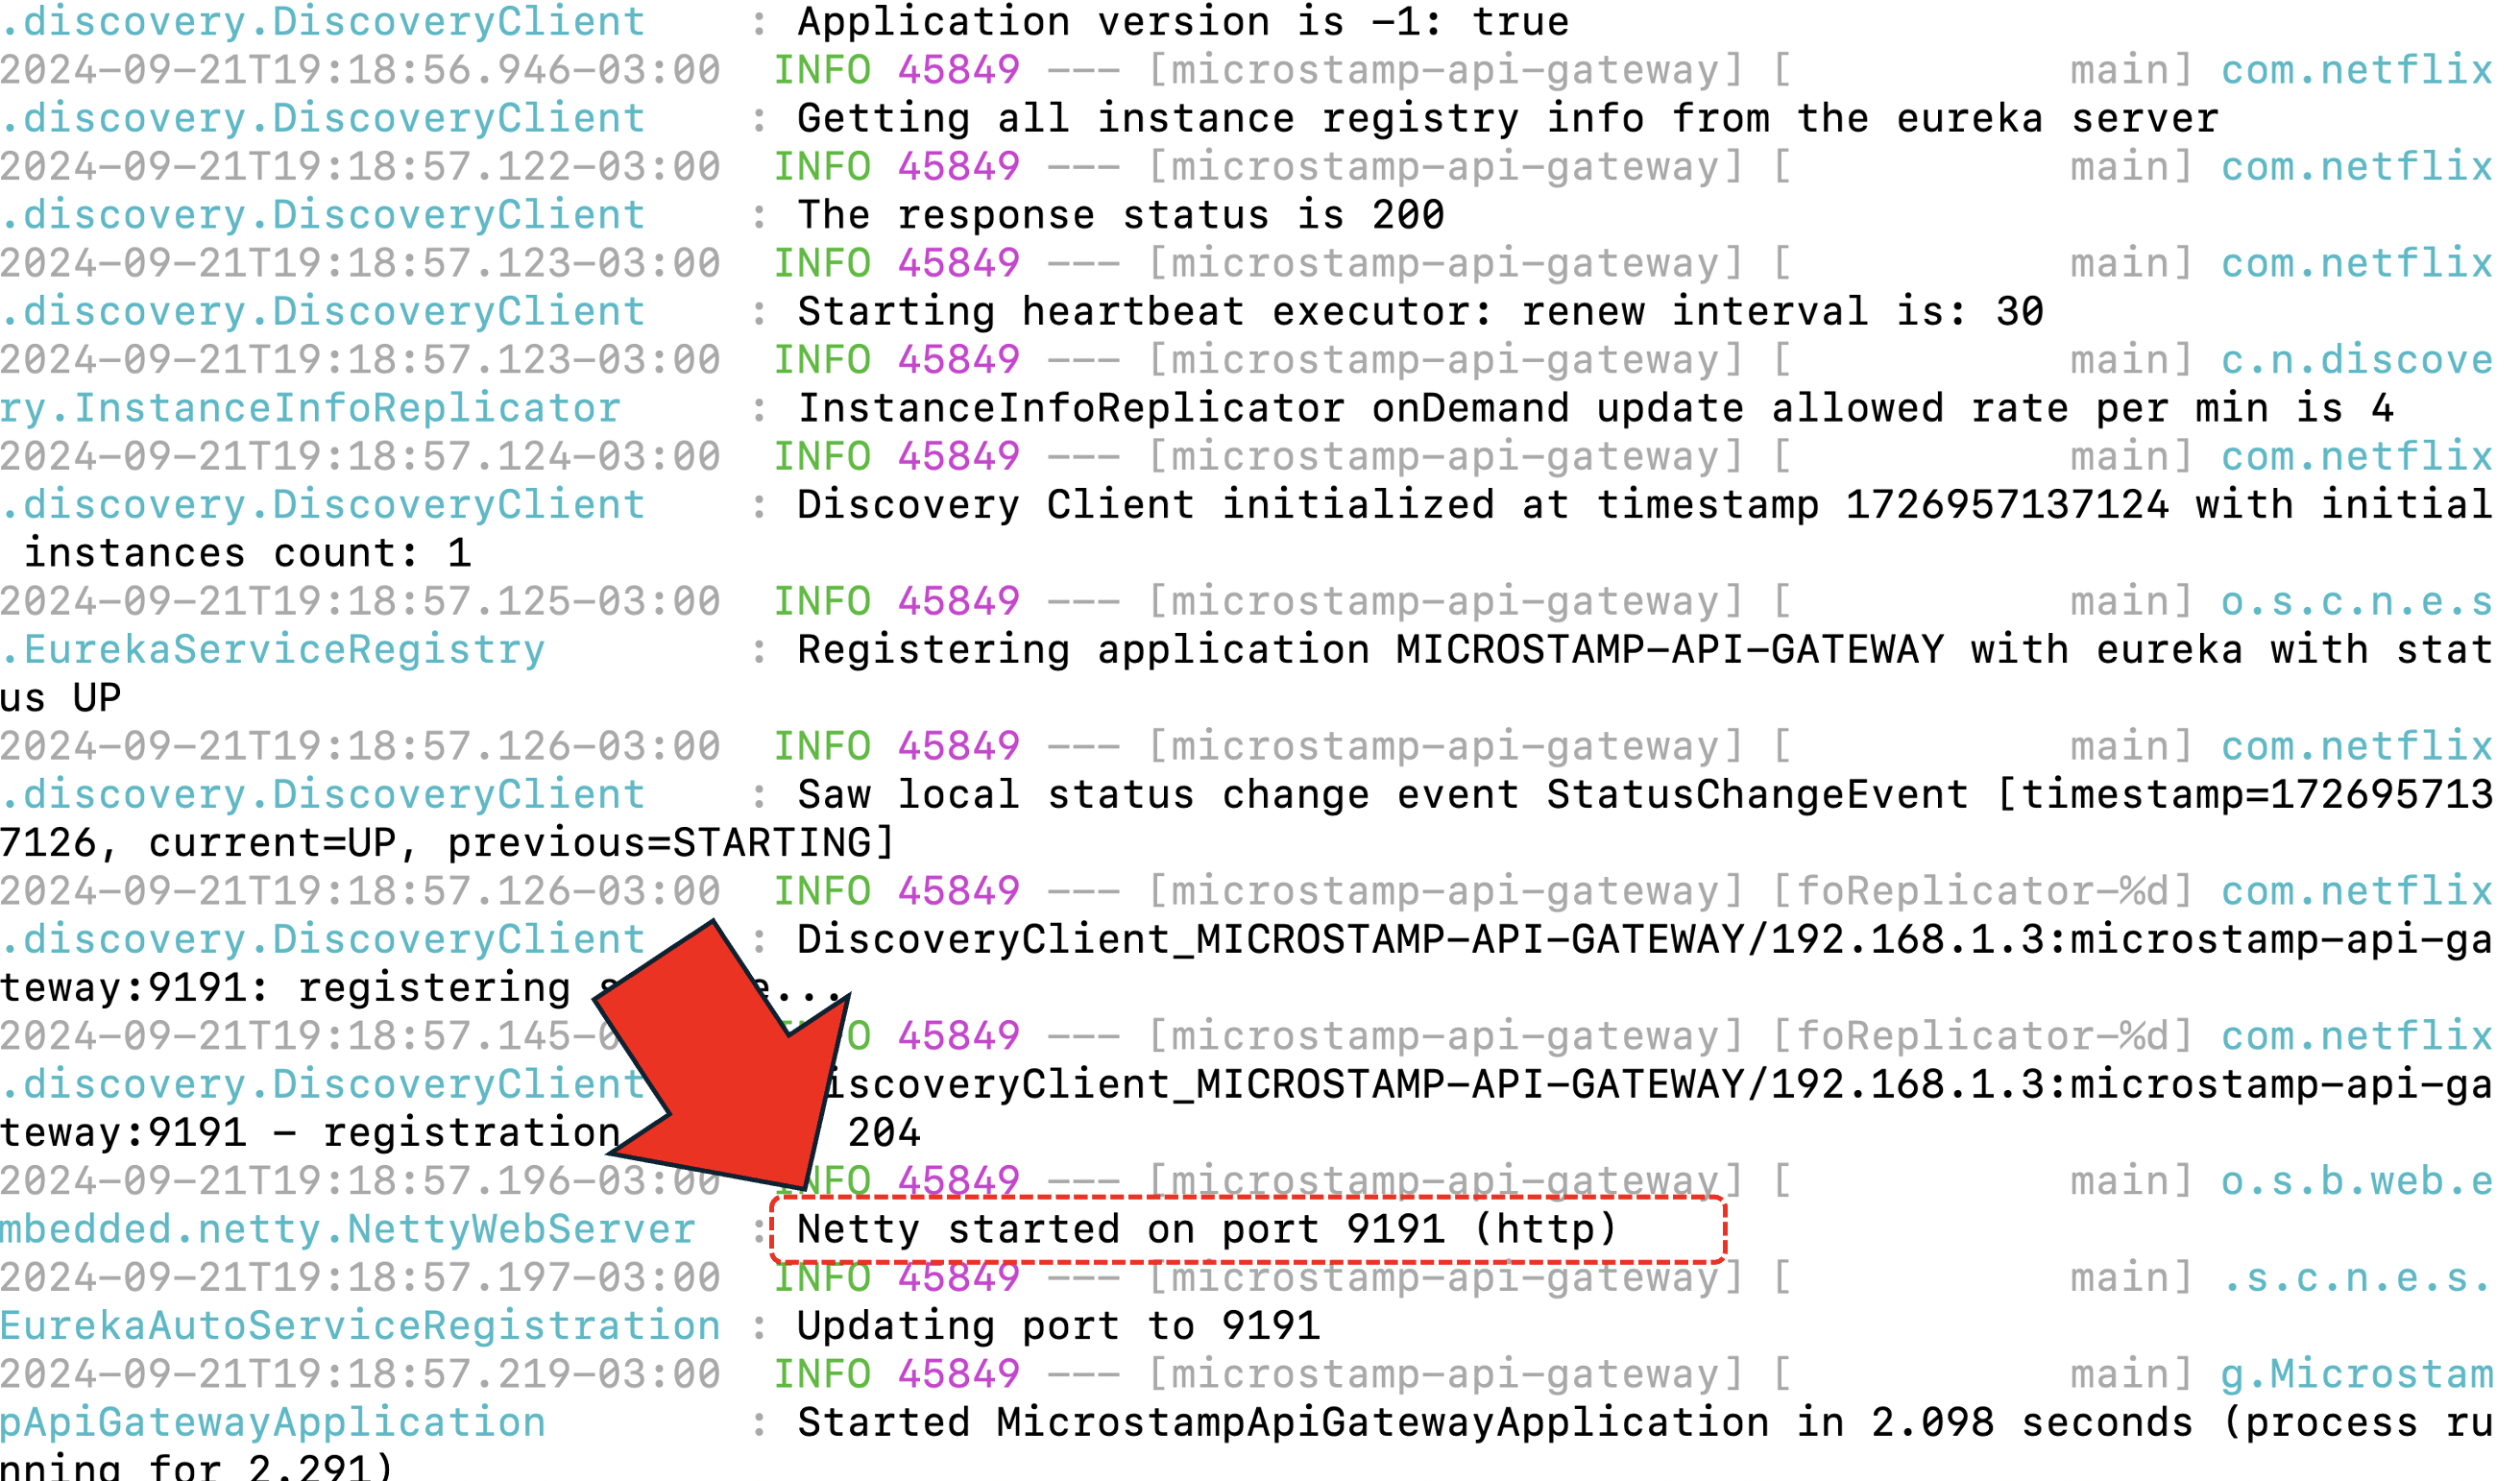 .discovery.DiscoveryClient : Application version is -1: true
2024-09-21T19:18:56.946-03:00 INFO 45849 --- [microstamp-api-gateway] [ main] com.netflix
.discovery.DiscoveryClient : Getting all instance registry info from the eureka server
2024-09-21T19:18:57.122-03:00 INFO 45849 --- [microstamp-api-gateway] [ main] com.netflix
.discovery.DiscoveryClient : The response status is 200
2024-09-21T19:18:57.123-03:00 INFO 45849 --- [microstamp-api-gateway] [ main] com.netflix
.discovery.DiscoveryClient : Starting heartbeat executor: renew interval is: 30
2024-09-21T19:18:57.123-03:00 INFO 45849 --- [microstamp-api-gateway] [ main] c.n.discove
ry.InstanceInfoReplicator : InstanceInfoReplicator onDemand update allowed rate per min is 4
2024-09-21T19:18:57.124-03:00 INFO 45849 --- [microstamp-api-gateway] [ main] com.netflix
.discovery.DiscoveryClient : Discovery Client initialized at timestamp 1726957137124 with initial
instances count: 1
2024-09-21T19:18:57.125-03:00 INFO 45849 --- [microstamp-api-gateway] [ main] o.s.c.n.e.s
.EurekaServiceRegistry : Registering application MICROSTAMP-API-GATEWAY with eureka with stat
us UP
2024-09-21T19:18:57.126-03:00 INFO 45849 --- [microstamp-api-gateway] [ main] com.netflix
.discovery.DiscoveryClient : Saw local status change event StatusChangeEvent [timestamp=172695713
7126, current=UP, previous=STARTING]
2024-09-21T19:18:57.126-03:00 INFO 45849 --- [microstamp-api-gateway] [foReplicator-%d] com.netflix
.discovery.DiscoveryClient : DiscoveryClient_MICROSTAMP-API-GATEWAY/192.168.1.3:microstamp-api-ga
teway:9191: registering
2024-09-21T19:18:57.145-0 45849 --- [microstamp-api-gateway] [foReplicator-%d] com.netflix
.discovery.DiscoveryClient iscoveryClient_MICROSTAMP-API-GATEWAY/192.168.1.3:microstamp-api-ga
teway:9191 - registration 204
2024-09-21T19:18:57.196-03:00 INFO 45849 --- [microstamp-api-gateway] [ main] o.s.b.web.e
mbedded.netty.NettyWebServer : Netty started on port 9191 (http)
2024-09-21T19:18:57.197-03:00 INFO 45849 --- [microstamp-api-gateway] [ main] .s.c.n.e.s.
EurekaAutoServiceRegistration : Updating port to 9191
2024-09-21T19:18:57.219-03:00 INFO 45849 --- [microstamp-api-gateway] [ main] g.Microstam
pApiGatewayApplication : Started MicrostampApiGatewayApplication in 2.098 seconds (process ru
nning for 2.291)